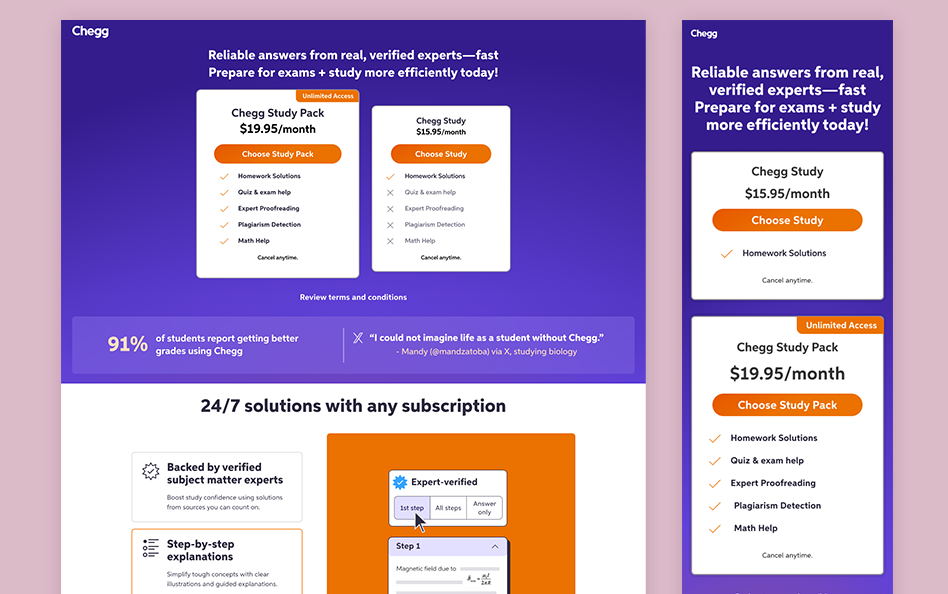 Chegg
Reliable answers from real, verified experts—fast
Prepare for exams + study more efficiently today!
Unlimited Access
Chegg Study Pack
$19.95/month
Choose Study Pack
Homework Solutions
Quiz & exam help
Expert Proofreading
Plagiarism Detection
Math Help
Cancel anytime.
Chegg Study
$15.95/month
Choose Study
Homework Solutions
Quiz & exam help
Expert Proofreading
Plagiarism Detection
Math Help
Cancel anytime.
Review terms and conditions
91%
of students report getting better
grades using Chegg
“I could not imagine life as a student without Chegg.”
- Mandy (@mandzatoba) via X, studying biology
24/7 solutions with any subscription
Backed by verified
subject matter experts
Boost study confidence using solutions
from sources you can count on.
Step-by-step
explanations
Simplify tough concepts with clear
illustrations and guided explanations.
Expert-verified
1st step
All steps
Answer
only
Step 1
Magnetic field due to
Chegg
Reliable answers from real,
verified experts—fast
Prepare for exams + study
more efficiently today!
Chegg Study
$15.95/month
Choose Study
Homework Solutions
Cancel anytime.
Unlimited Access
Chegg Study Pack
$19.95/month
Choose Study Pack
Homework Solutions
Quiz & exam help
Expert Proofreading
Plagiarism Detection
Math Help
Cancel anytime.